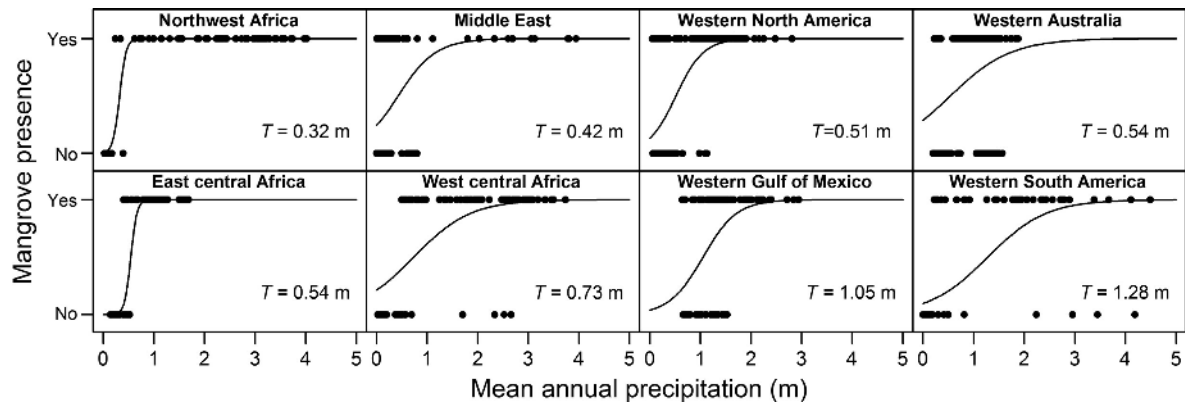 Mangrove presence
Northwest Africa
Middle East
Western North America
Western Australia
Yes
No
T = 0.32 m
T = 0.42 m
T=0.51 m
T = 0.54 m
East central Africa
West central Africa
Western Gulf of Mexico
Western South America
Yes
No
T = 0.54 m
T = 0.73 m
T = 1.05 m
T = 1.28 m
0 1 2 3 4 5 0 1 2 3 4 5 0 1 2 3 4 5 0 1 2 3 4 5
Mean annual precipitation (m)